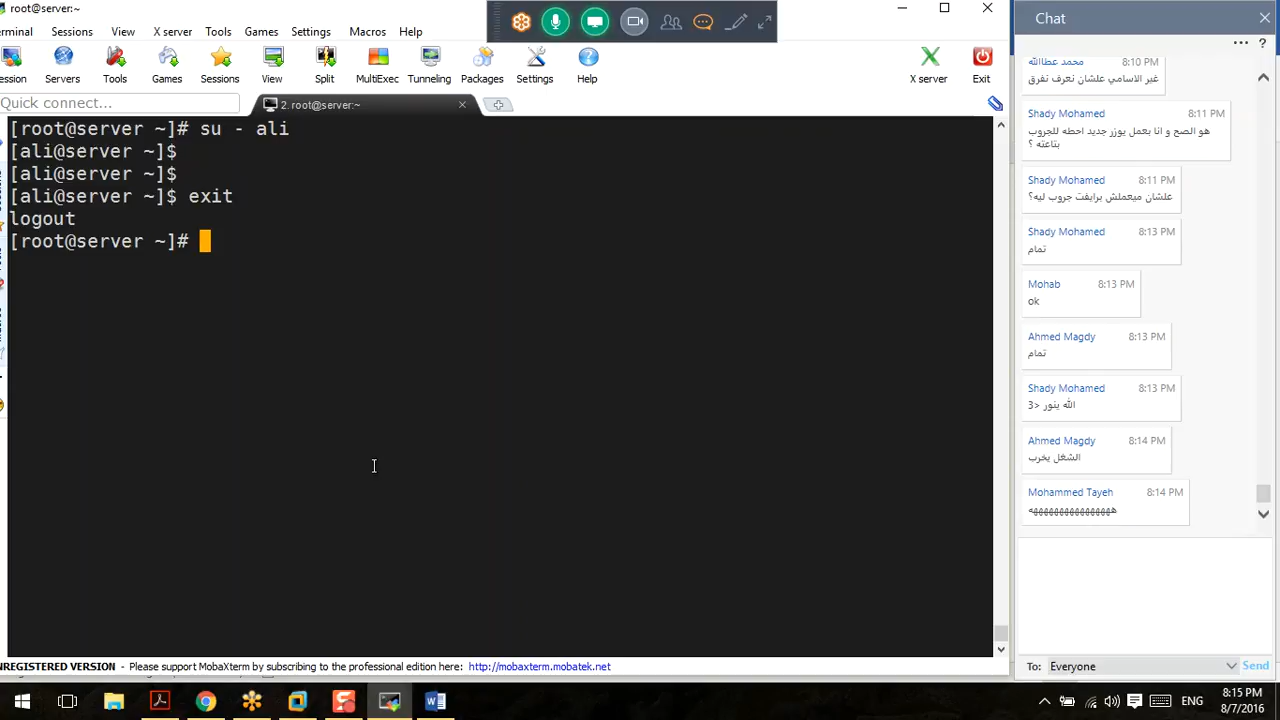 root@server:~
erminal Sessions View X server Tools Games Settings Macros Help
ession Servers Tools Games Sessions View Split MultiExec Tunneling Packages Settings Help X server Exit
Quick connect...
2. root@server:~
[root@server ~]# su - ali
[ali@server ~]$
[ali@server ~]$
[ali@server ~]$ exit
logout
[root@server ~]#
NREGISTERED VERSION - Please support MobaXterm by subscribing to the professional edition here: http://mobaxterm.mobatek.net
Chat
محمد عطاالله 8:10 PM
غير الاسامي علشان نعرف نفرق
Shady Mohamed 8:11 PM
هو الصح و انا بعمل يوزر جديد احطه للجروب
بتاعته ؟
Shady Mohamed 8:11 PM
علشان ميعملش برايفت جروب ليه؟
Shady Mohamed 8:13 PM
تمام
Mohab 8:13 PM
ok
Ahmed Magdy 8:13 PM
تمام
Shady Mohamed 8:13 PM
الله ينور <3
Ahmed Magdy 8:14 PM
الشغل يخرب
Mohammed Tayeh 8:14 PM
To: Everyone Send
ENG
8:15 PM
8/7/2016